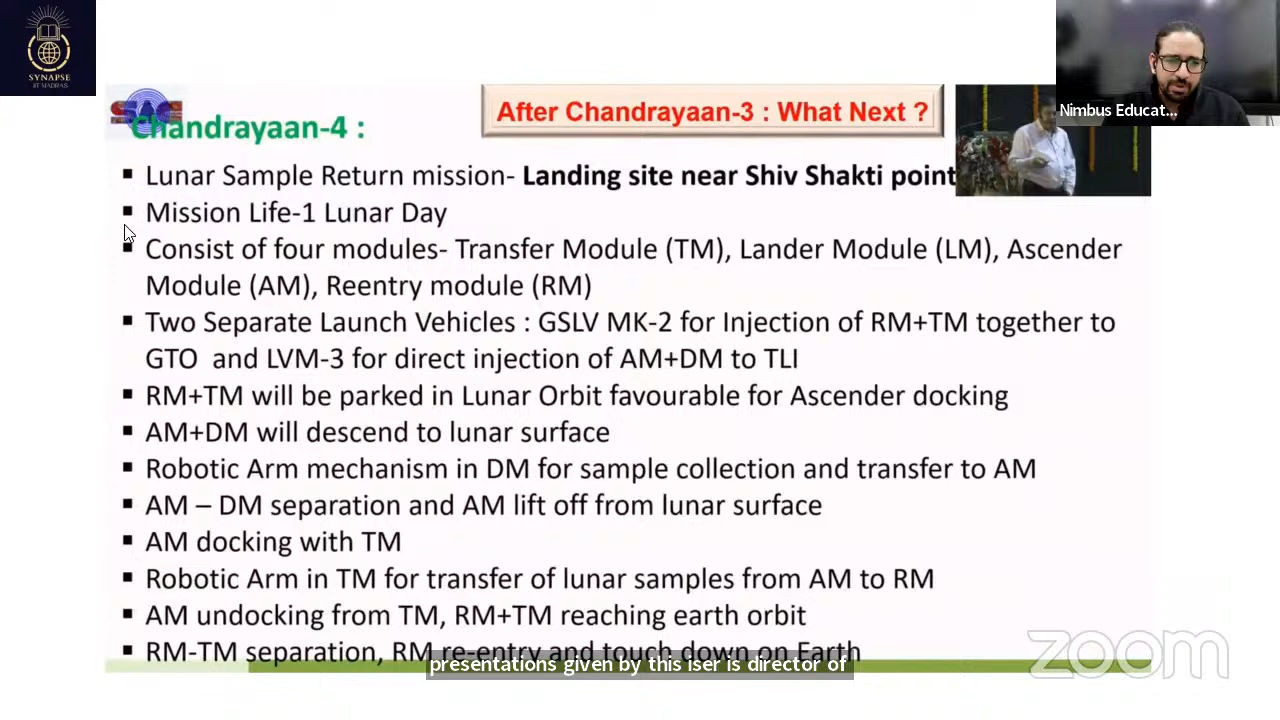 SYNAPSE
IIT MADRAS
Nimbus Educat...
After Chandrayaan-3 : What Next ?
Chandrayaan-4 :
▪ Lunar Sample Return mission- Landing site near Shiv Shakti point
▪ Mission Life-1 Lunar Day
▪ Consist of four modules- Transfer Module (TM), Lander Module (LM), Ascender
Module (AM), Reentry module (RM)
▪ Two Separate Launch Vehicles : GSLV MK-2 for Injection of RM+TM together to
GTO and LVM-3 for direct injection of AM+DM to TLI
▪ RM+TM will be parked in Lunar Orbit favourable for Ascender docking
▪ AM+DM will descend to lunar surface
▪ Robotic Arm mechanism in DM for sample collection and transfer to AM
▪ AM – DM separation and AM lift off from lunar surface
▪ AM docking with TM
▪ Robotic Arm in TM for transfer of lunar samples from AM to RM
▪ AM undocking from TM, RM+TM reaching earth orbit
▪ RM-TM separation, RM re-entry and touch down on Earth
presentations given by this iser is director of
zoom